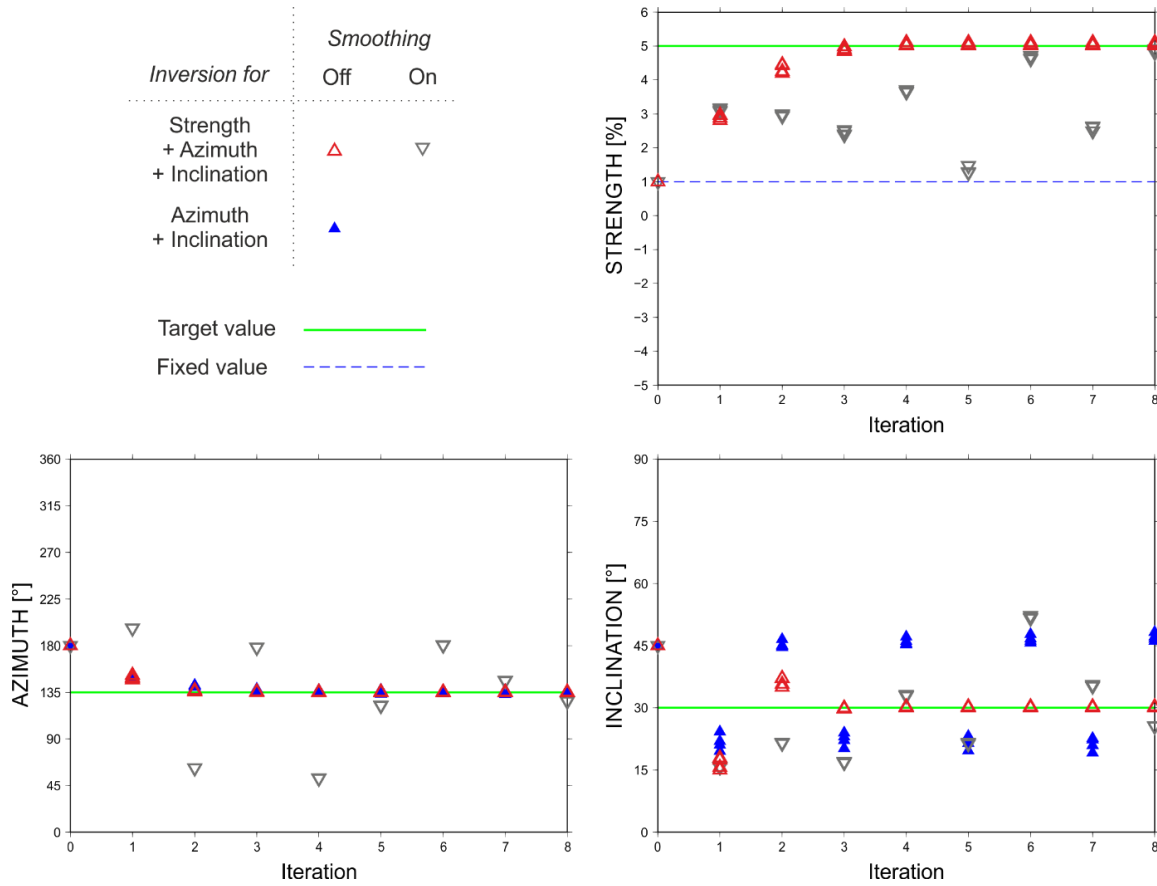 Smoothing
Inversion for
Off
On
Strength
+ Azimuth
+ Inclination
Azimuth
+ Inclination
Target value
Fixed value
STRENGTH [%]
6
5
4
3
2
1
0
−1
−2
−3
−4
−5
0 1 2 3 4 5 6 7 8
Iteration
AZIMUTH [°]
360
315
270
225
180
135
90
45
0
0 1 2 3 4 5 6 7 8
Iteration
INCLINATION [°]
90
75
60
45
30
15
0
0 1 2 3 4 5 6 7 8
Iteration